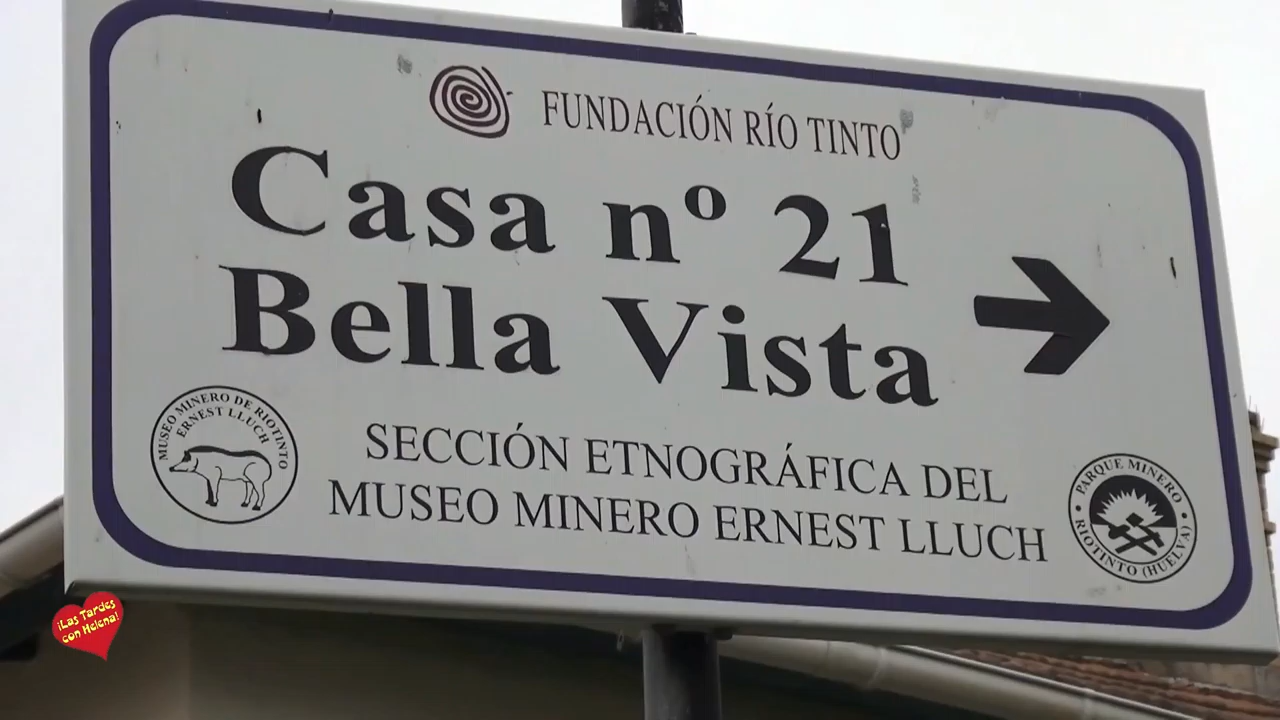 FUNDACIÓN RÍO TINTO
Casa nº 21
Bella Vista
MUSEO MINERO DE RIOTINTO
ERNEST LLUCH
SECCIÓN ETNOGRÁFICA DEL
MUSEO MINERO ERNEST LLUCH
PARQUE MINERO
RIOTINTO (HUELVA)
¡Las Tardes
con Helena!